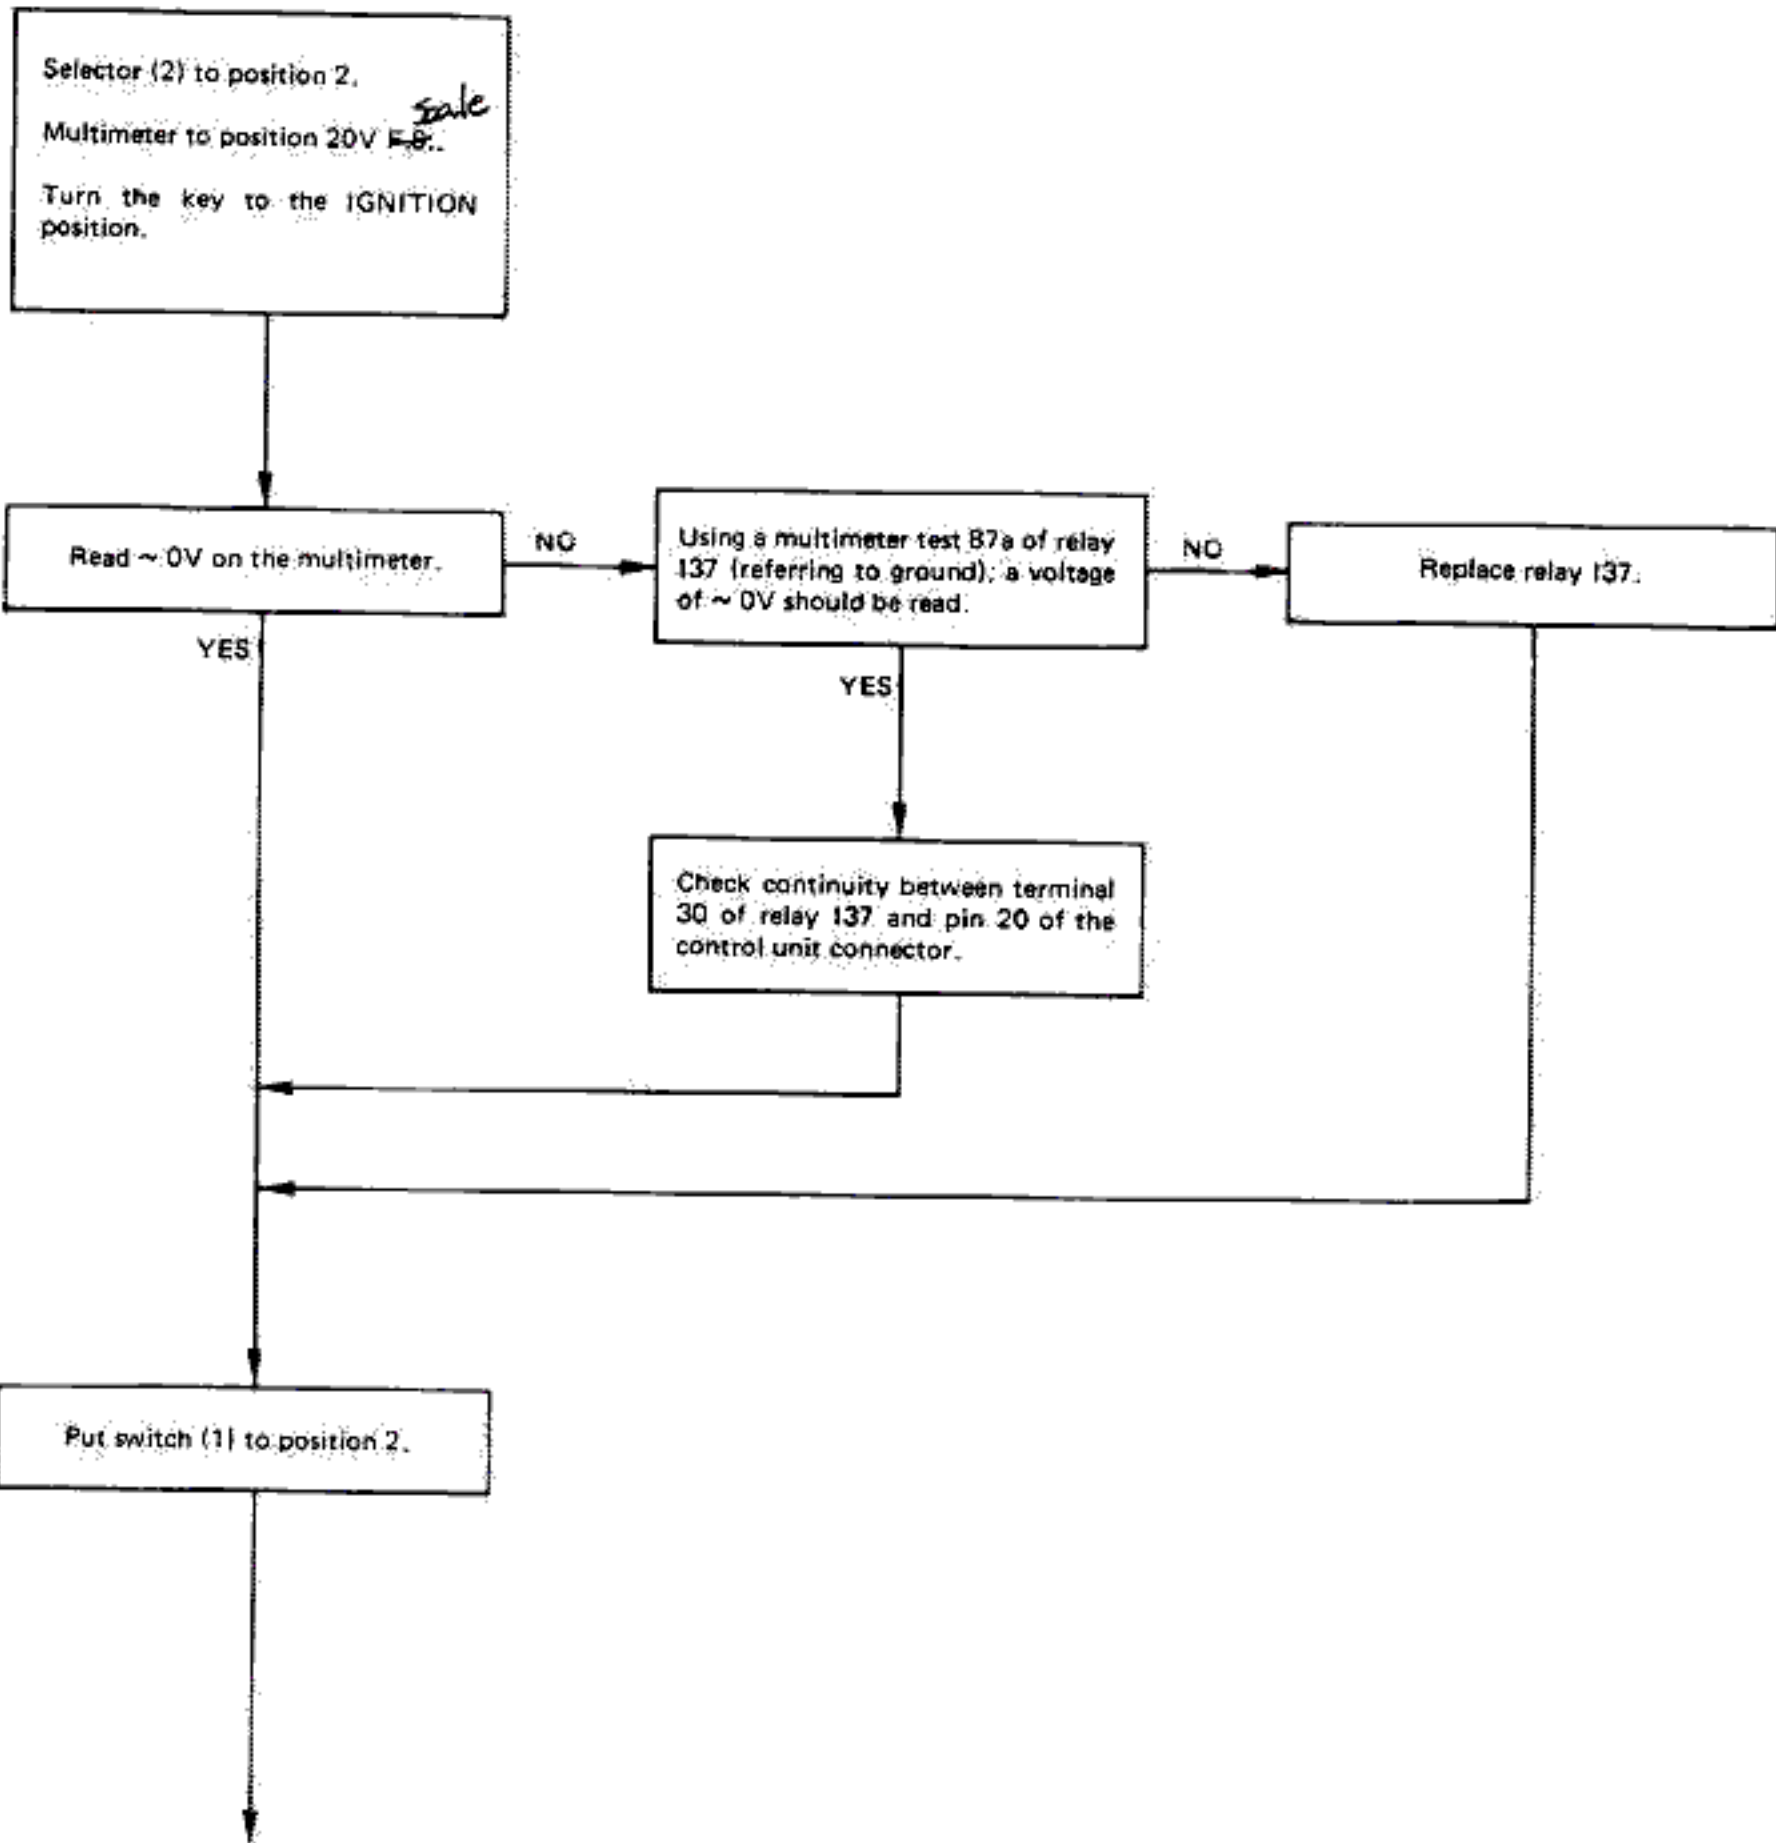 Selector (2) to position 2.
sale
Multimeter to position 20V F.S..
Turn the key to the IGNITION
position.
Read ~ 0V on the multimeter.
NO
Using a multimeter test 87a of relay
137 (referring to ground); a voltage
of ~ 0V should be read.
NO
Replace relay 137.
YES
YES
Check continuity between terminal
30 of relay 137 and pin 20 of the
control unit connector.
Put switch (1) to position 2.